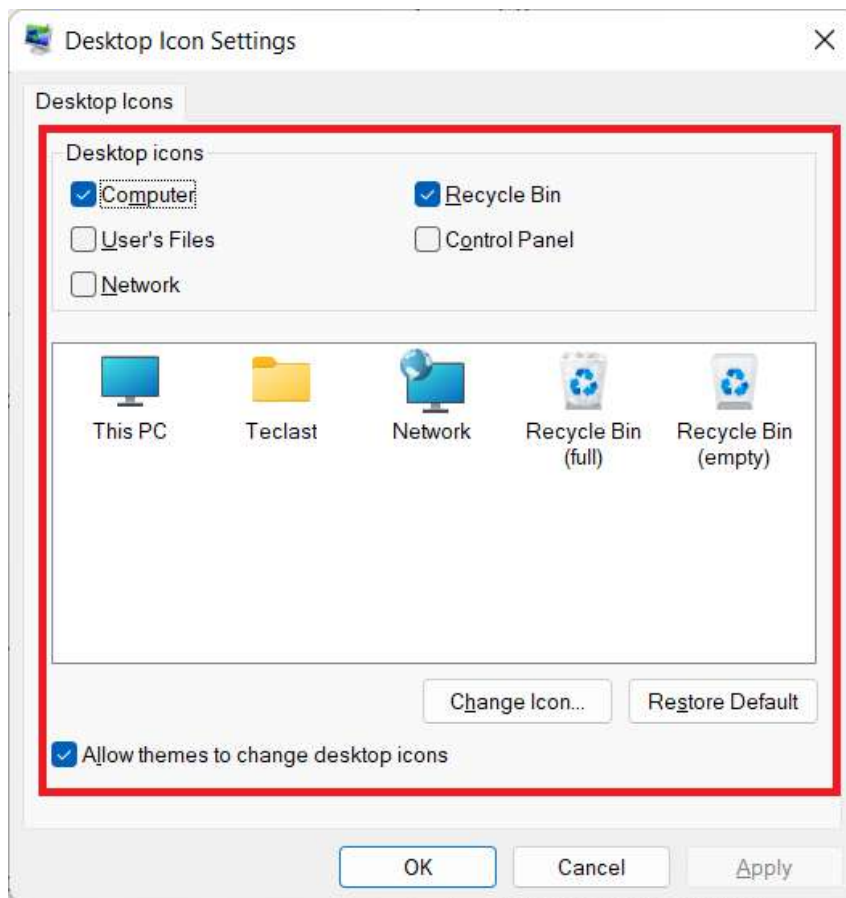 Desktop Icon Settings
Desktop Icons
Desktop icons
Computer
Recycle Bin
User's Files
Control Panel
Network
This PC
Teclast
Network
Recycle Bin
(full)
Recycle Bin
(empty)
Change Icon...
Restore Default
Allow themes to change desktop icons
OK
Cancel
Apply